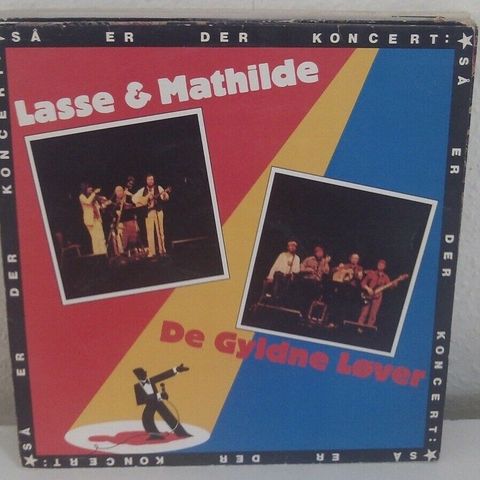 SÅ ER DER KONCERT:
SÅ ER DER KONCERT:
SÅ ER DER KONCERT:
SÅ ER DER KONCERT:
Lasse & Mathilde
De Gyldne Løver